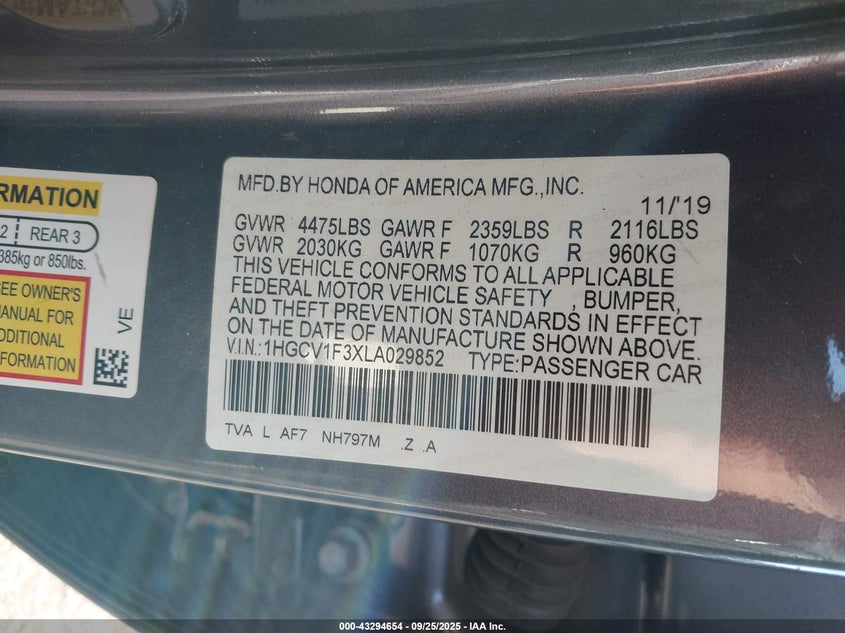 RMATION
2 REAR 3
385kg or 850lbs.
EE OWNER'S
ANUAL FOR
DDITIONAL
FORMATION
VE
MFD.BY HONDA OF AMERICA MFG.,INC.
11/'19
GVWR 4475LBS GAWR F 2359LBS R 2116LBS
GVWR 2030KG GAWR F 1070KG R 960KG
THIS VEHICLE CONFORMS TO ALL APPLICABLE
FEDERAL MOTOR VEHICLE SAFETY , BUMPER,
AND THEFT PREVENTION STANDARDS IN EFFECT
ON THE DATE OF MANUFACTURE SHOWN ABOVE.
V.I.N.:1HGCV1F3XLA029852 TYPE:PASSENGER CAR
TVA L AF7 NH797M .Z .A
000-43294654 | 09/25/2025 | IAA Inc.